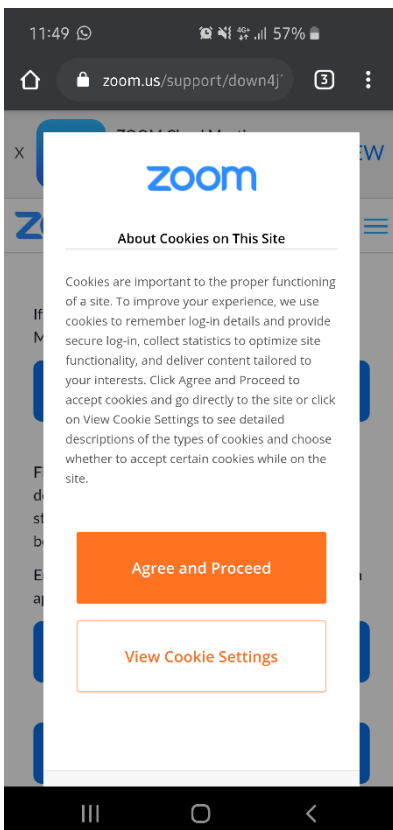 11:49 57%
zoom.us/support/down4j
3
X
EW
zoom
About Cookies on This Site
Cookies are important to the proper functioning
of a site. To improve your experience, we use
cookies to remember log-in details and provide
secure log-in, collect statistics to optimize site
functionality, and deliver content tailored to
your interests. Click Agree and Proceed to
accept cookies and go directly to the site or click
on View Cookie Settings to see detailed
descriptions of the types of cookies and choose
whether to accept certain cookies while on the
site.
Agree and Proceed
View Cookie Settings